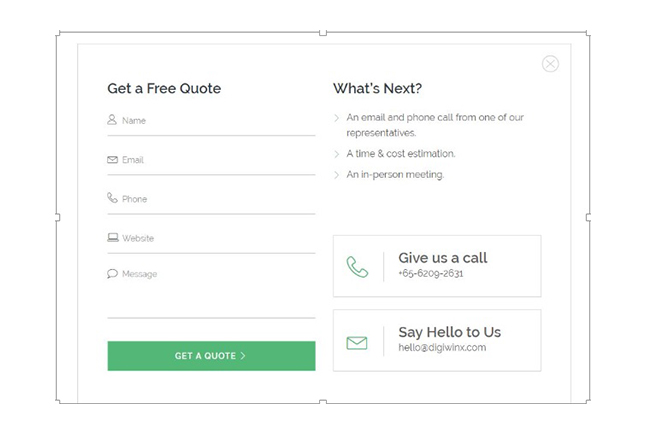 Get a Free Quote
Name
Email
Phone
Website
Message
GET A QUOTE
What's Next?
An email and phone call from one of our
representatives.
A time & cost estimation.
An in-person meeting.
Give us a call
+65-6209-2631
Say Hello to Us
hello@digiwinx.com